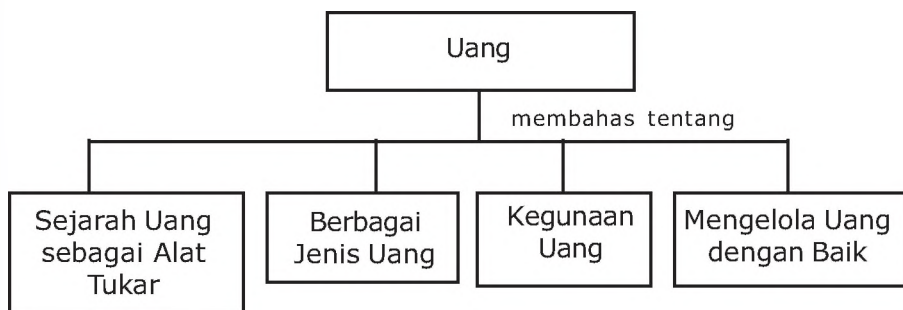 Uang
membahas tentang
Sejarah Uang
sebagai Alat
Tukar
Berbagai
Jenis Uang
Kegunaan
Uang
Mengelola Uang
dengan Baik